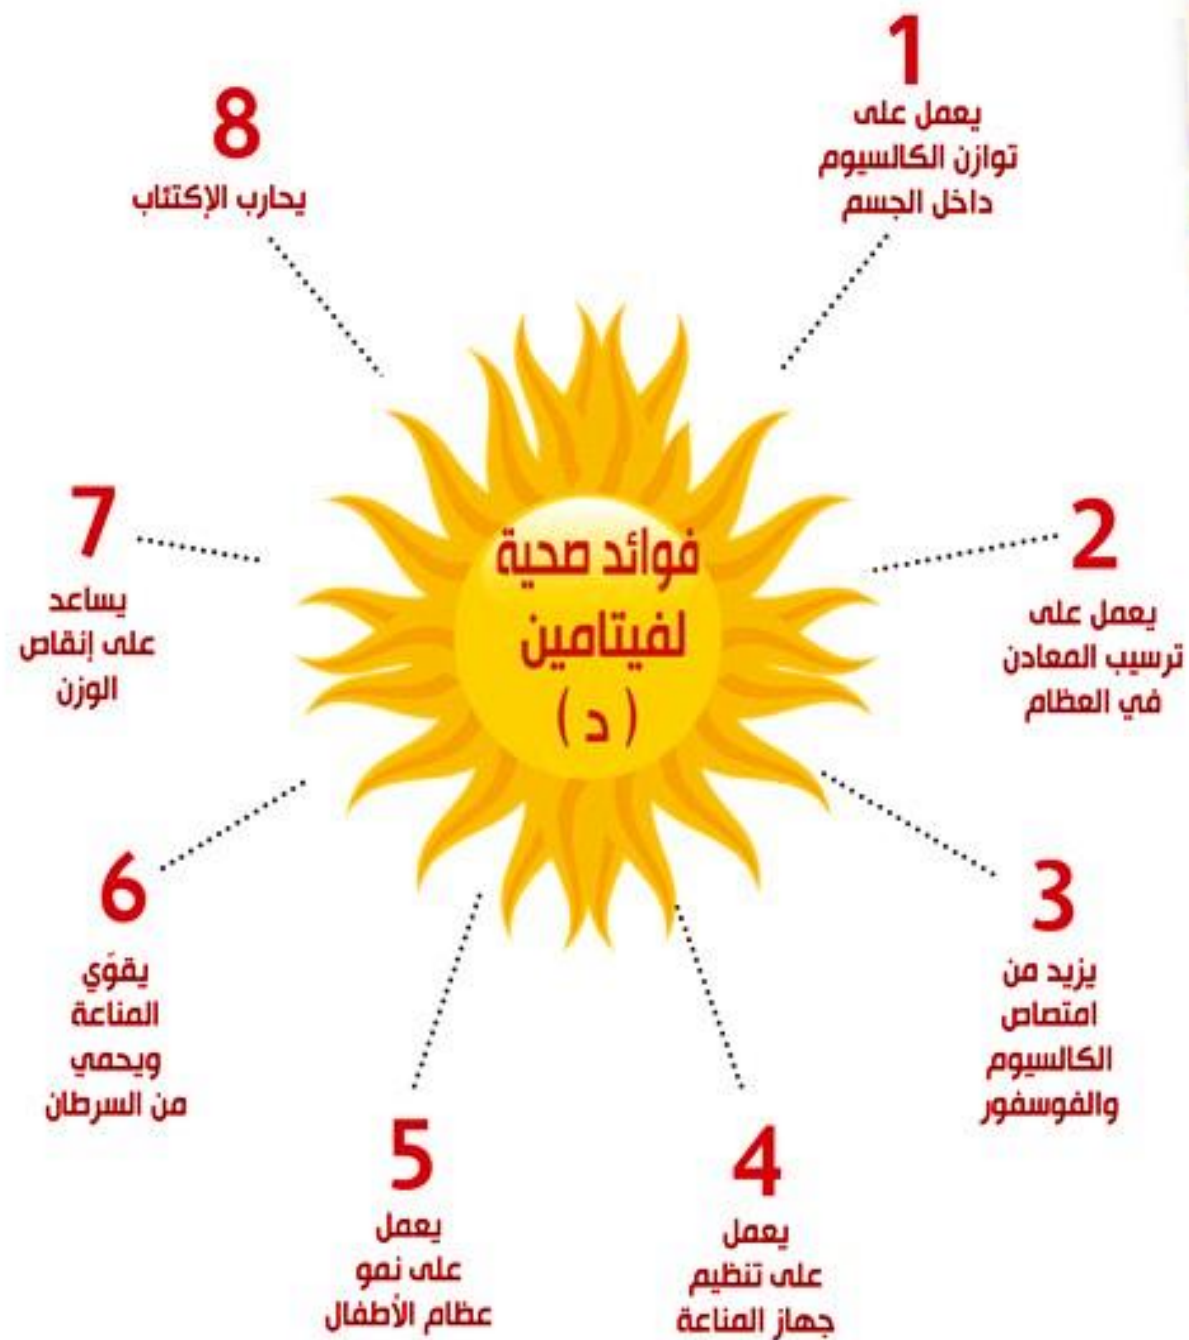 فوائد صحية
لفيتامين
( د )
1
يعمل على
توازن الكالسيوم
داخل الجسم
2
يعمل على
ترسيب المعادن
في العظام
3
يزيد من
امتصاص
الكالسيوم
والفوسفور
4
يعمل
على تنظيم
جهاز المناعة
5
يعمل
على نمو
عظام الأطفال
6
يقوّي
المناعة
ويحمي
من السرطان
7
يساعد
على إنقاص
الوزن
8
يحارب الإكتئاب